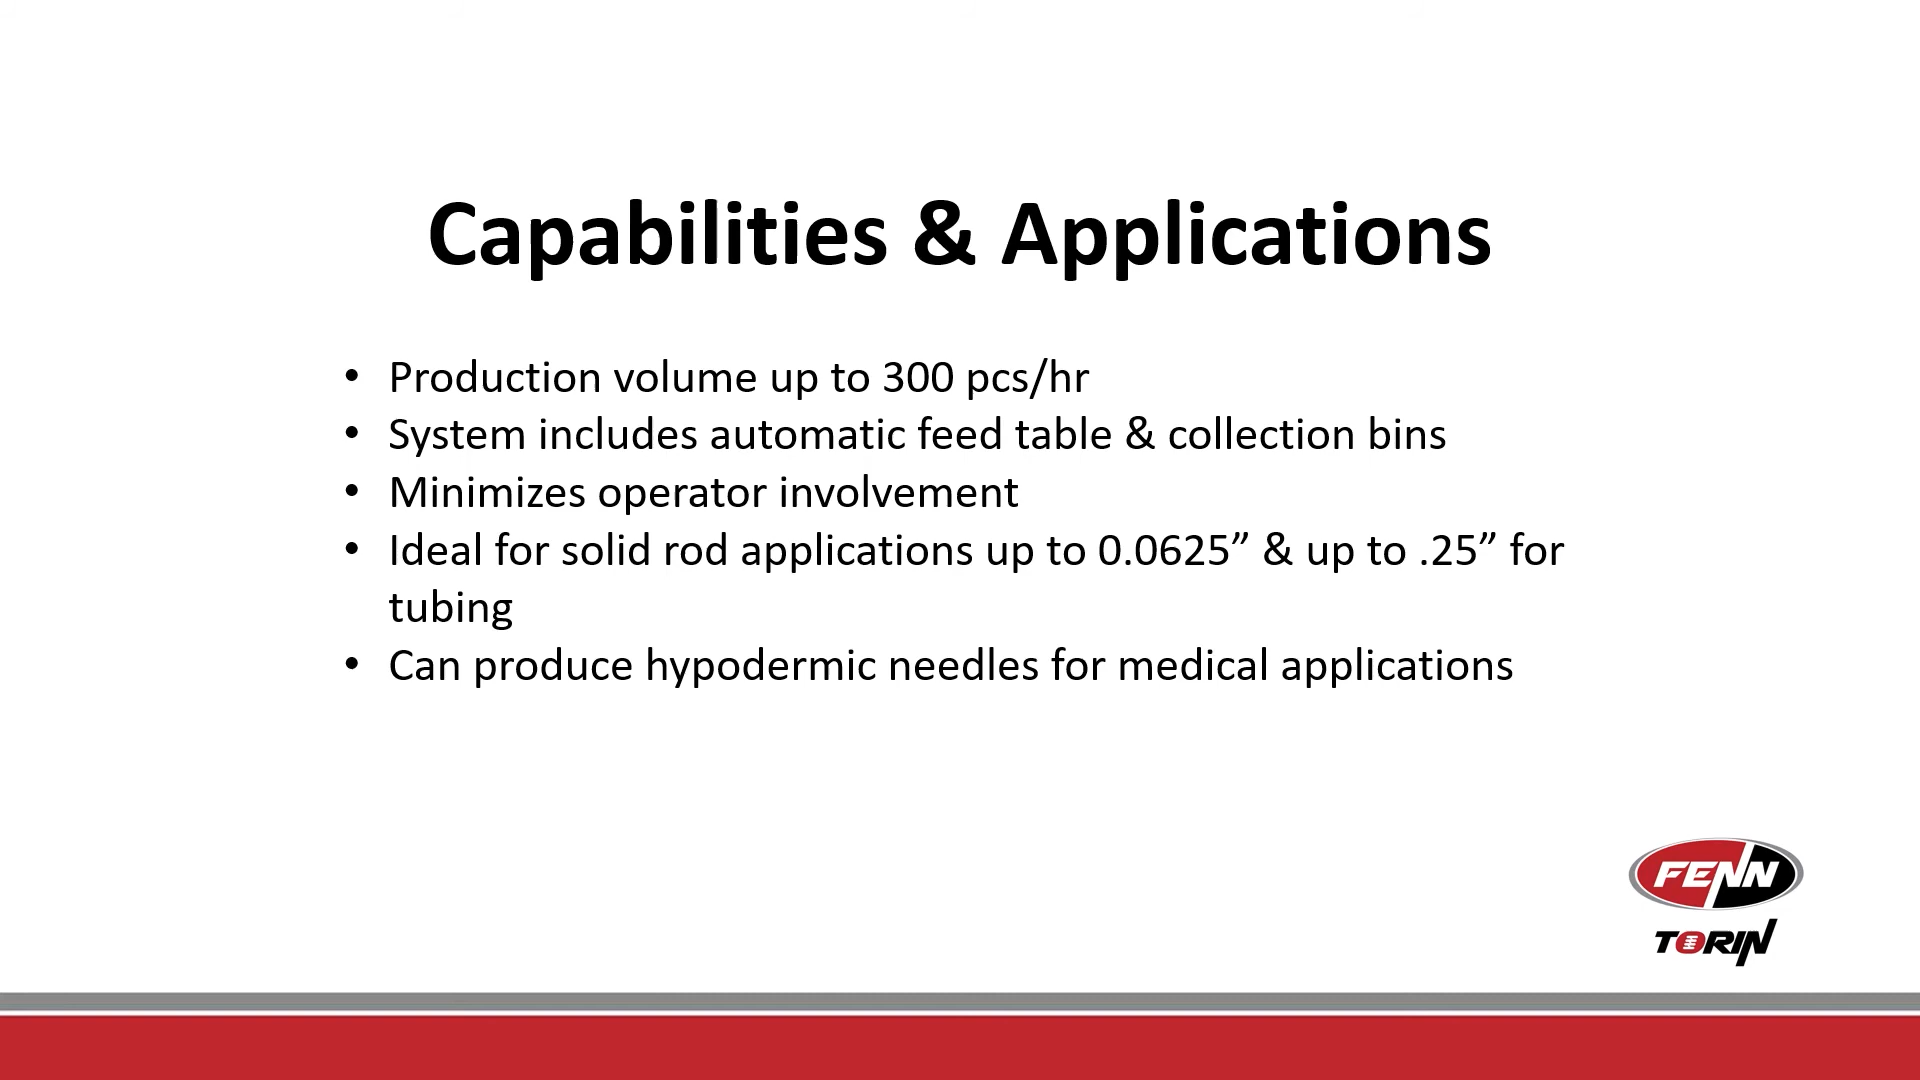 Capabilities & Applications
• Production volume up to 300 pcs/hr
• System includes automatic feed table & collection bins
• Minimizes operator involvement
• Ideal for solid rod applications up to 0.0625” & up to .25” for
tubing
• Can produce hypodermic needles for medical applications
FENN
TORIN